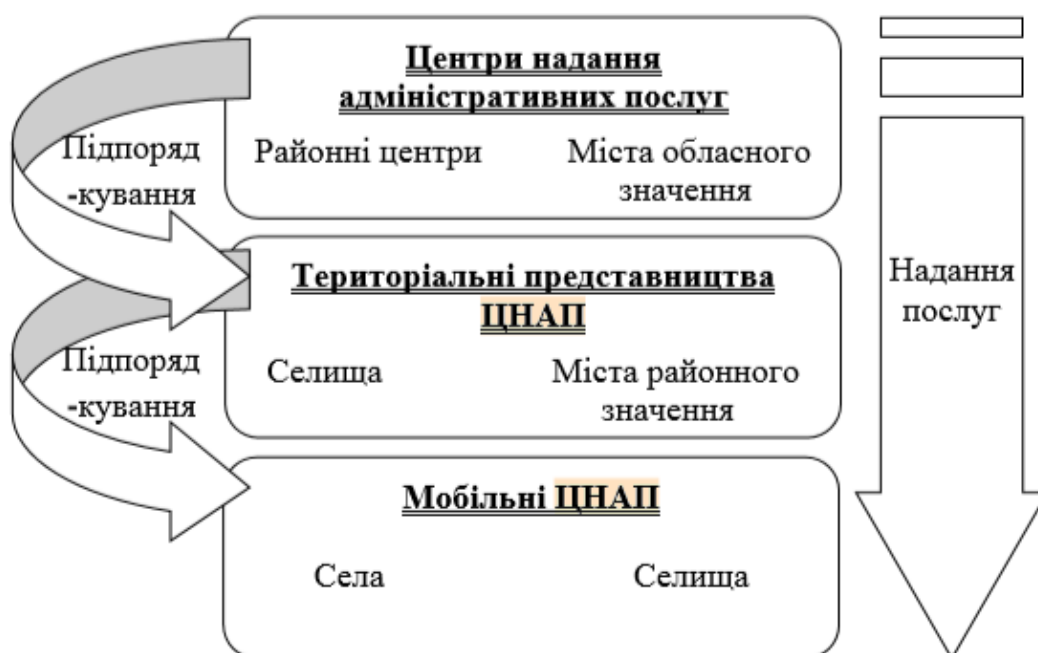 Центри надання
адміністративних послуг
Районні центри
Міста обласного
значення
Підпоряд
-кування
Територіальні представництва
ЦНАП
Селища
Міста районного
значення
Підпоряд
-кування
Мобільні ЦНАП
Села
Селища
Надання
послуг